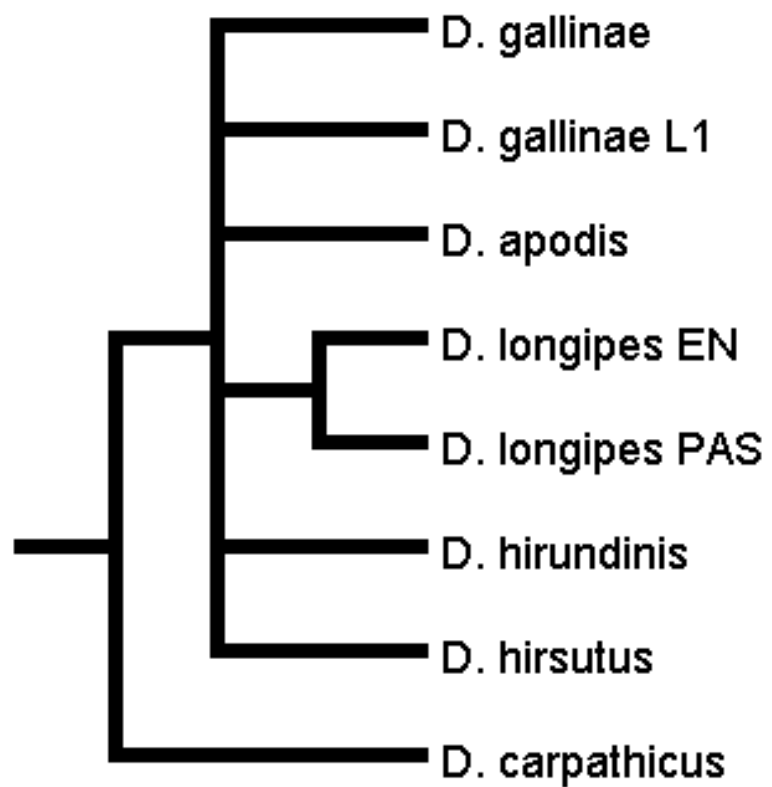 D. gallinae
D. gallinae L1
D. apodis
D. longipes EN
D. longipes PAS
D. hirundinis
D. hirsutus
D. carpathicus